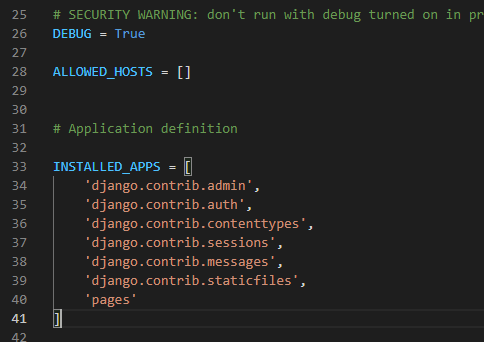 25 # SECURITY WARNING: don't run with debug turned on in pr
26 DEBUG = True
27
28 ALLOWED_HOSTS = []
29
30
31 # Application definition
32
33 INSTALLED_APPS = [
34     'django.contrib.admin',
35     'django.contrib.auth',
36     'django.contrib.contenttypes',
37     'django.contrib.sessions',
38     'django.contrib.messages',
39     'django.contrib.staticfiles',
40     'pages'
41 ]
42